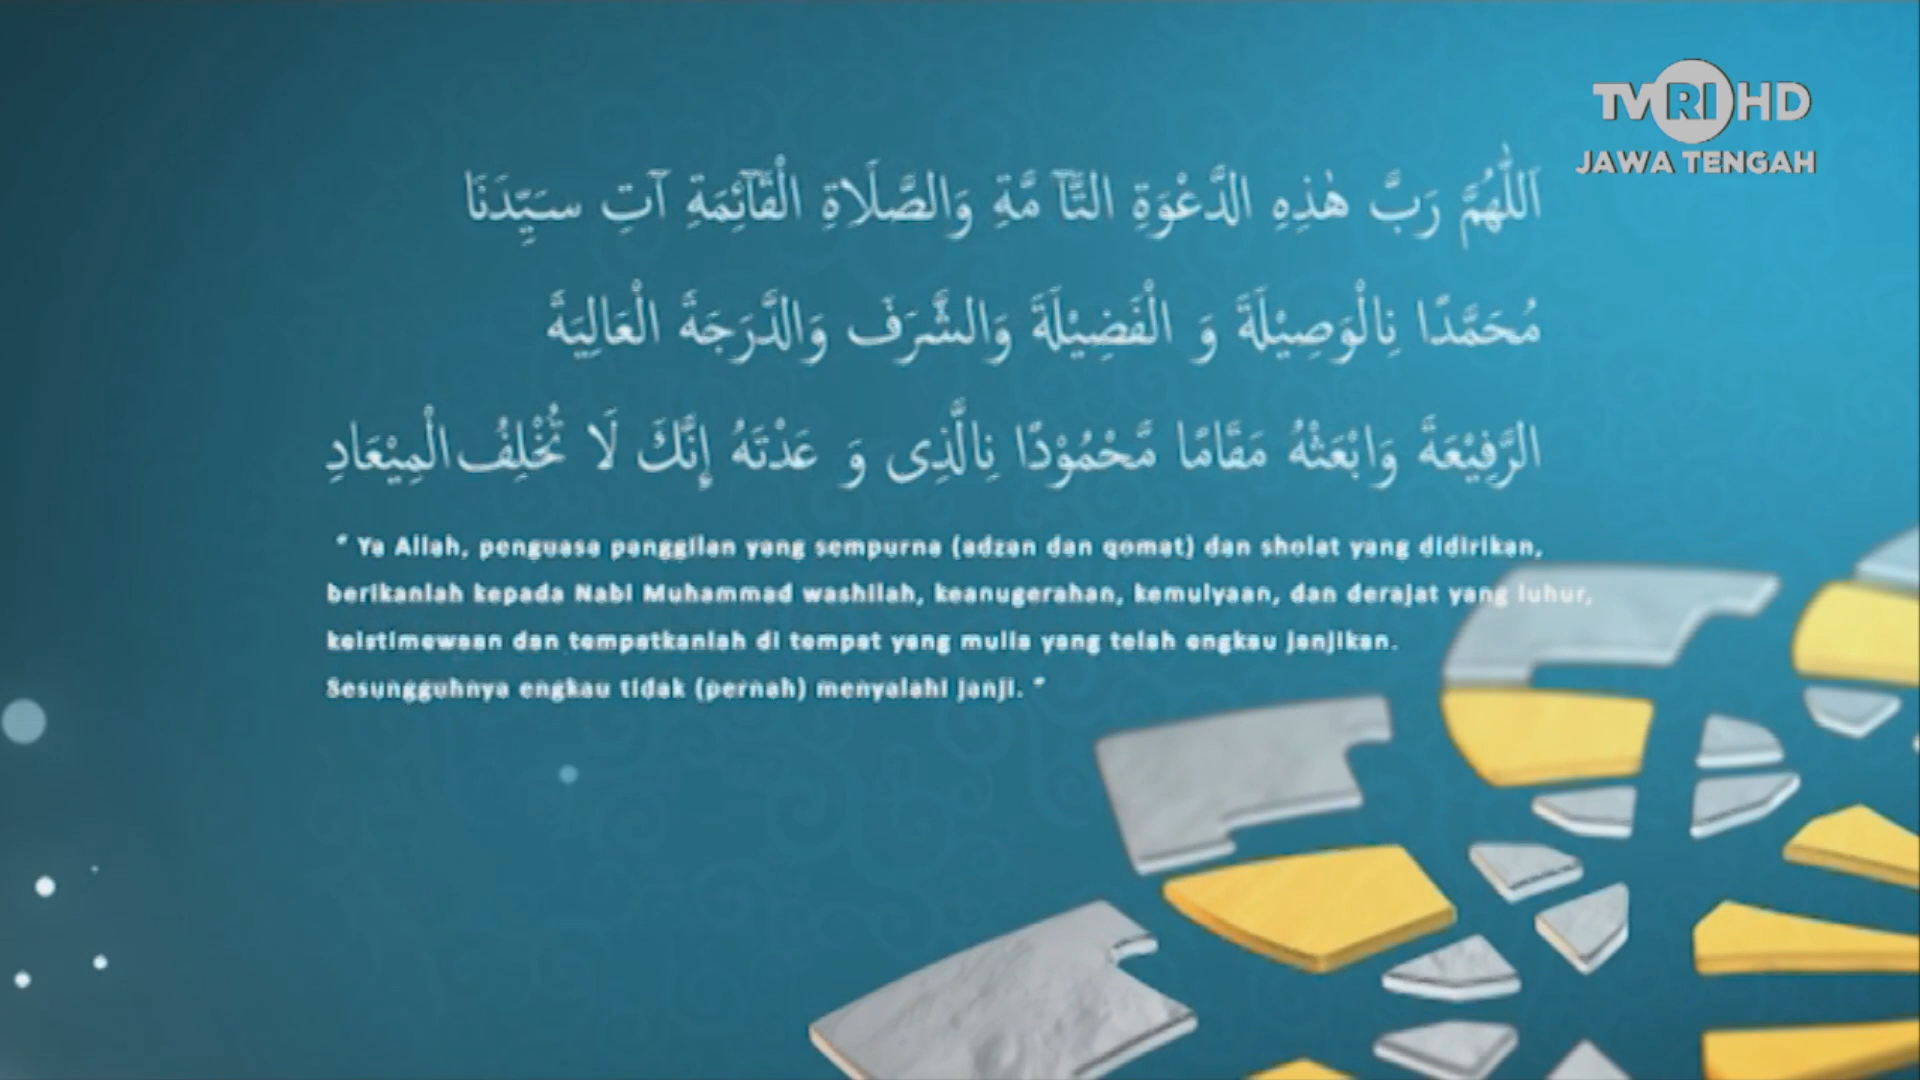 TVRI HD
JAWA TENGAH
اَللّٰهُمَّ رَبَّ هٰذِهِ الدَّعْوَةِ التَّآ مَّةِ وَالصَّلَاةِ الْقَآئِمَةِ آتِ سَيِّدَنَا
مُحَمَّدًا نِالْوَصِيْلَةَ وَ الْفَضِيْلَةَ وَالشَّرَفَ وَالدَّرَجَةَ الْعَالِيَةَ
الرَّفِيْعَةَ وَابْعَثْهُ مَقَامًا مَّحْمُوْدًا نِالَّذِى وَ عَدْتَهُ إِنَّكَ لَا تُخْلِفُ الْمِيْعَادِ
" Ya Allah, penguasa panggilan yang sempurna (adzan dan qomat) dan sholat yang didirikan,
berikanlah kepada Nabi Muhammad washilah, keanugerahan, kemulyaan, dan derajat yang luhur,
keistimewaan dan tempatkanlah di tempat yang mulia yang telah engkau janjikan.
Sesungguhnya engkau tidak (pernah) menyalahi janji. "